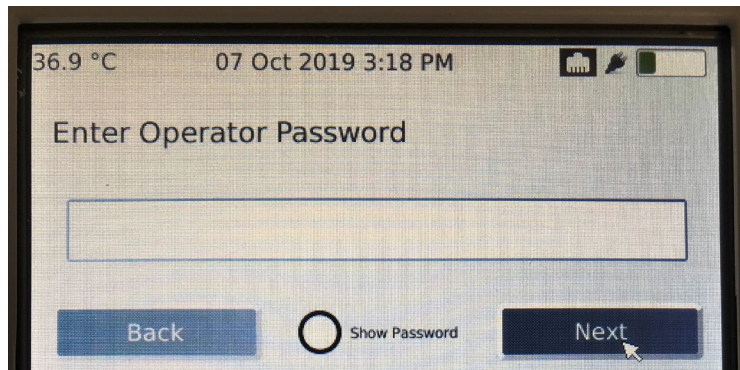 36.9 °C 07 Oct 2019 3:18 PM
Enter Operator Password
Back Show Password Next